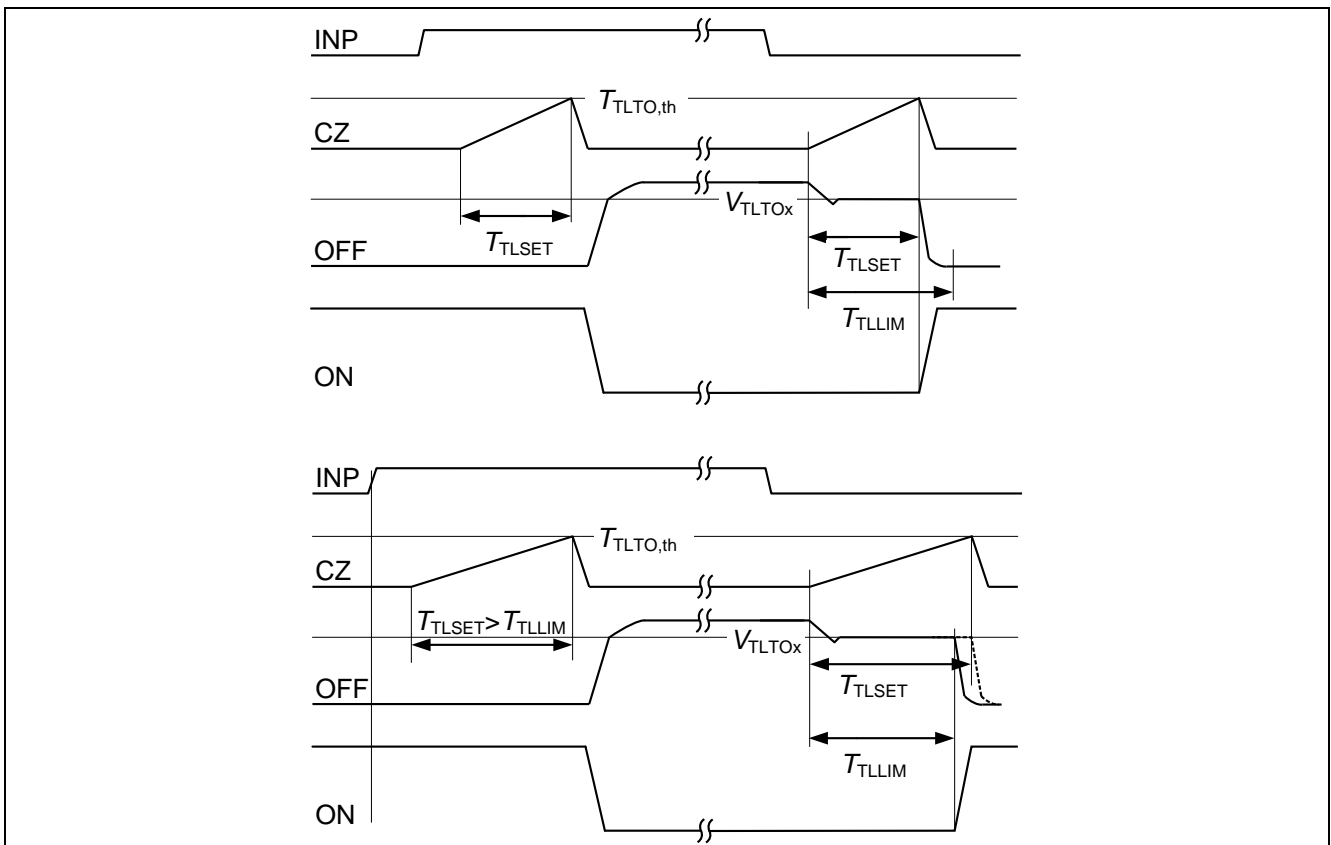 INP
T_TLTO,th
CZ
V_TLTOx
T_TLSET
T_TLSET
OFF
T_TLLIM
ON
INP
T_TLTO,th
CZ
T_TLSET> T_TLLIM
V_TLTOx
T_TLSET
OFF
T_TLLIM
ON